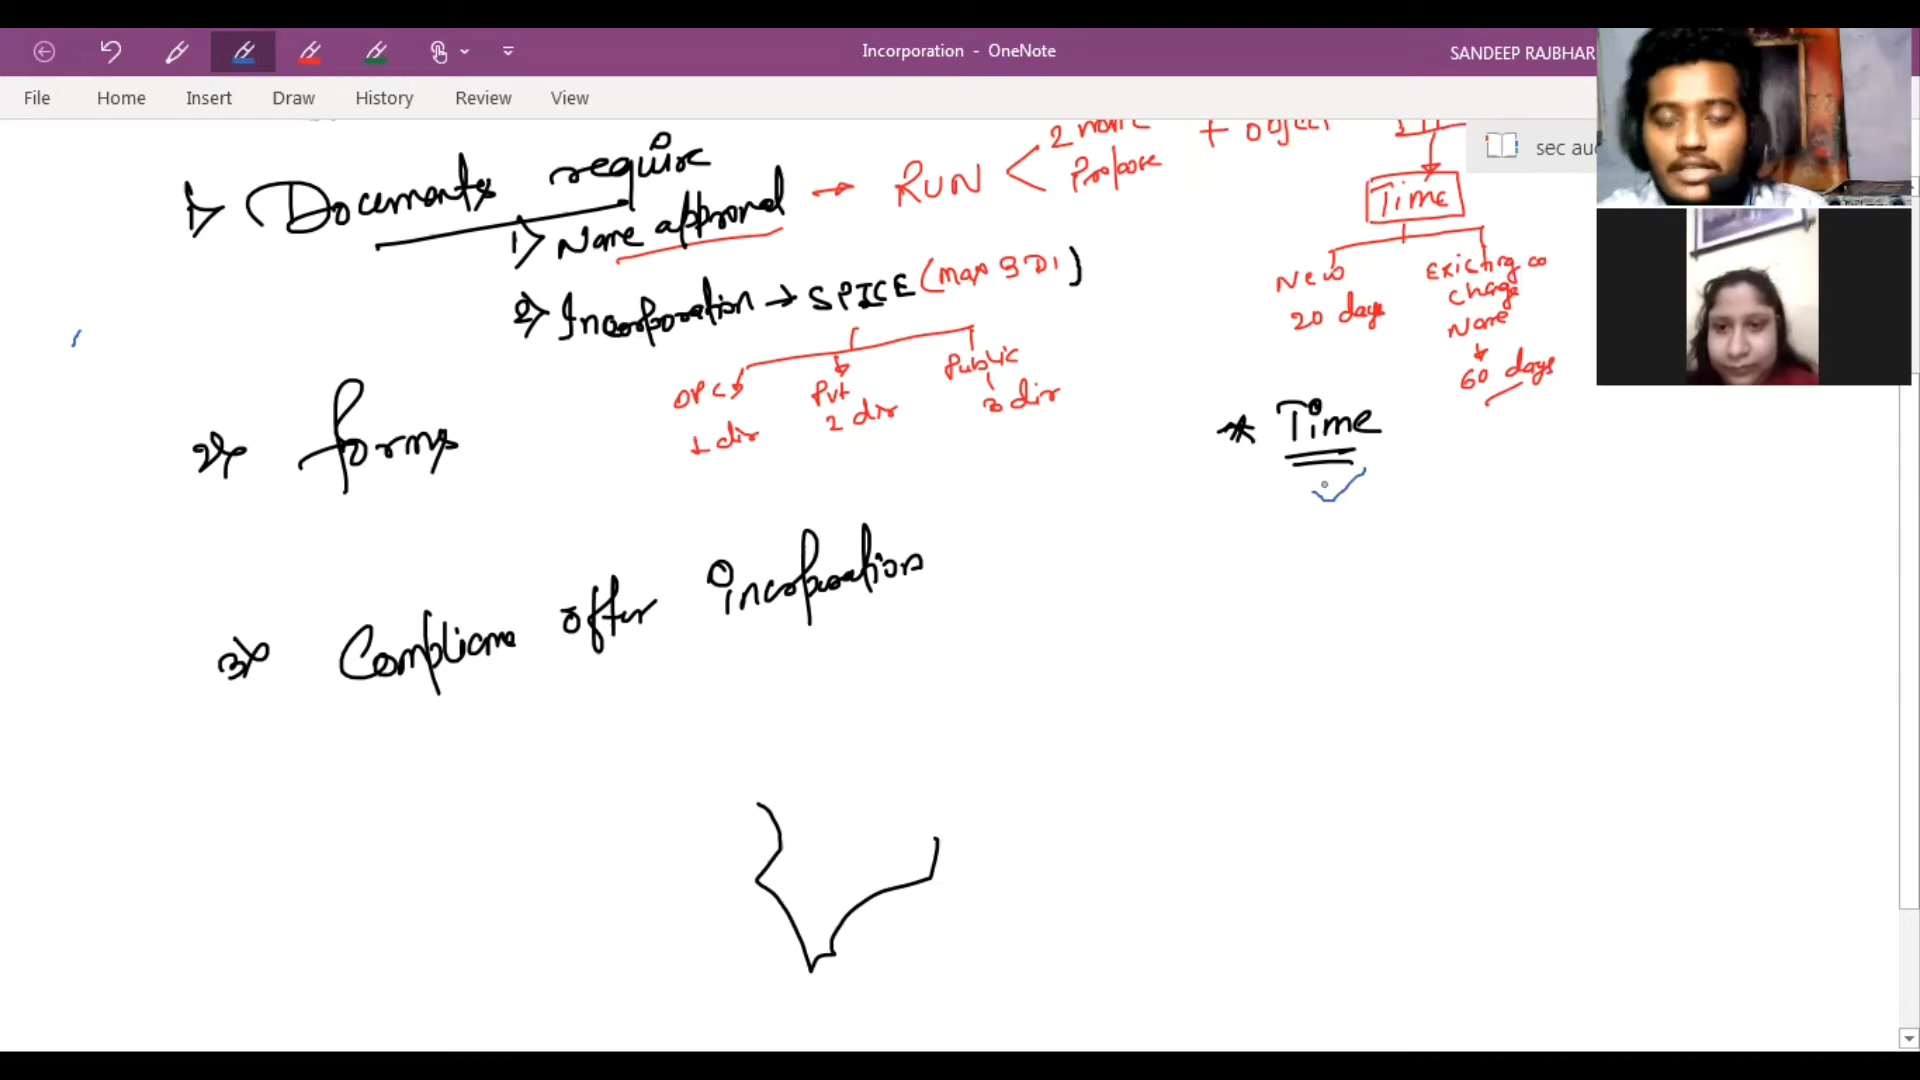 Incorporation - OneNote
SANDEEP RAJBHAR
File Home Insert Draw History Review View
sec aud
1) Documents require
1) Name approval → RUN < 2 name Propose + object
Time
New 20 days
Existing co change Name
60 days
2) Incorporation → SPICE (max 3 DI )
OPC 1 dir
Pvt 2 dir
Public 3 dir
2) forms
* Time
3) Compliance after incorporation